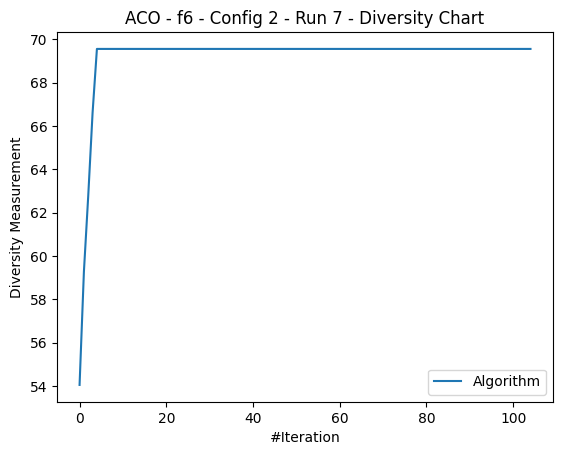 ACO - f6 - Config 2 - Run 7 - Diversity Chart
70
68
66
64
62
60
58
56
54
Diversity Measurement
0 20 40 60 80 100
#Iteration
Algorithm